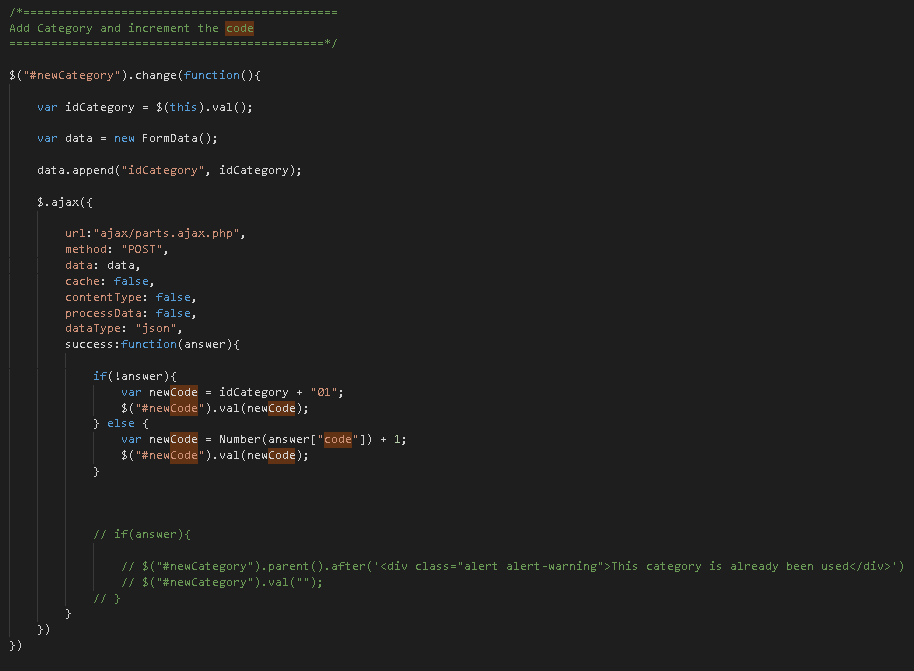 /*=============================================
Add Category and increment the code
=============================================*/
$("#newCategory").change(function(){
var idCategory = $(this).val();
var data = new FormData();
data.append("idCategory", idCategory);
$.ajax({
url:"ajax/parts.ajax.php",
method: "POST",
data: data,
cache: false,
contentType: false,
processData: false,
dataType: "json",
success:function(answer){
if(!answer){
var newCode = idCategory + "01";
$("#newCode").val(newCode);
} else {
var newCode = Number(answer["code"]) + 1;
$("#newCode").val(newCode);
}
// if(answer){
// $("#newCategory").parent().after('<div class="alert alert-warning">This category is already been used</div>')
// $("#newCategory").val("");
// }
}
})
})